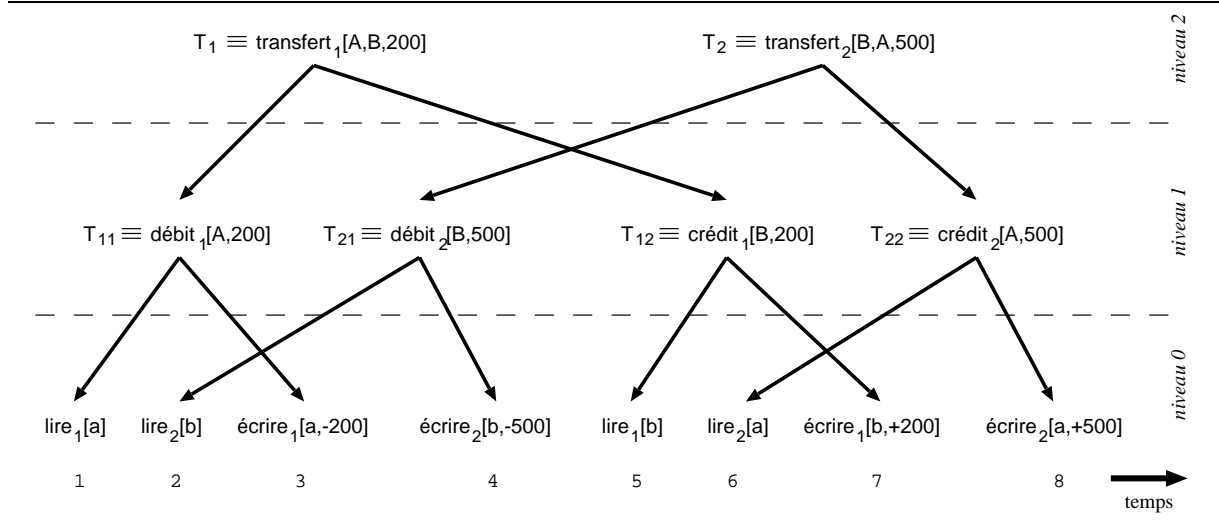 T1 ≡ transfert1[A,B,200] T2 ≡ transfert2[B,A,500]
niveau 2
T11 ≡ débit1[A,200] T21 ≡ débit2[B,500] T12 ≡ crédit1[B,200] T22 ≡ crédit2[A,500]
niveau 1
lire1[a] lire2[b] écrire1[a,-200] écrire2[b,-500] lire1[b] lire2[a] écrire1[b,+200] écrire2[a,+500]
niveau 0
1 2 3 4 5 6 7 8
temps